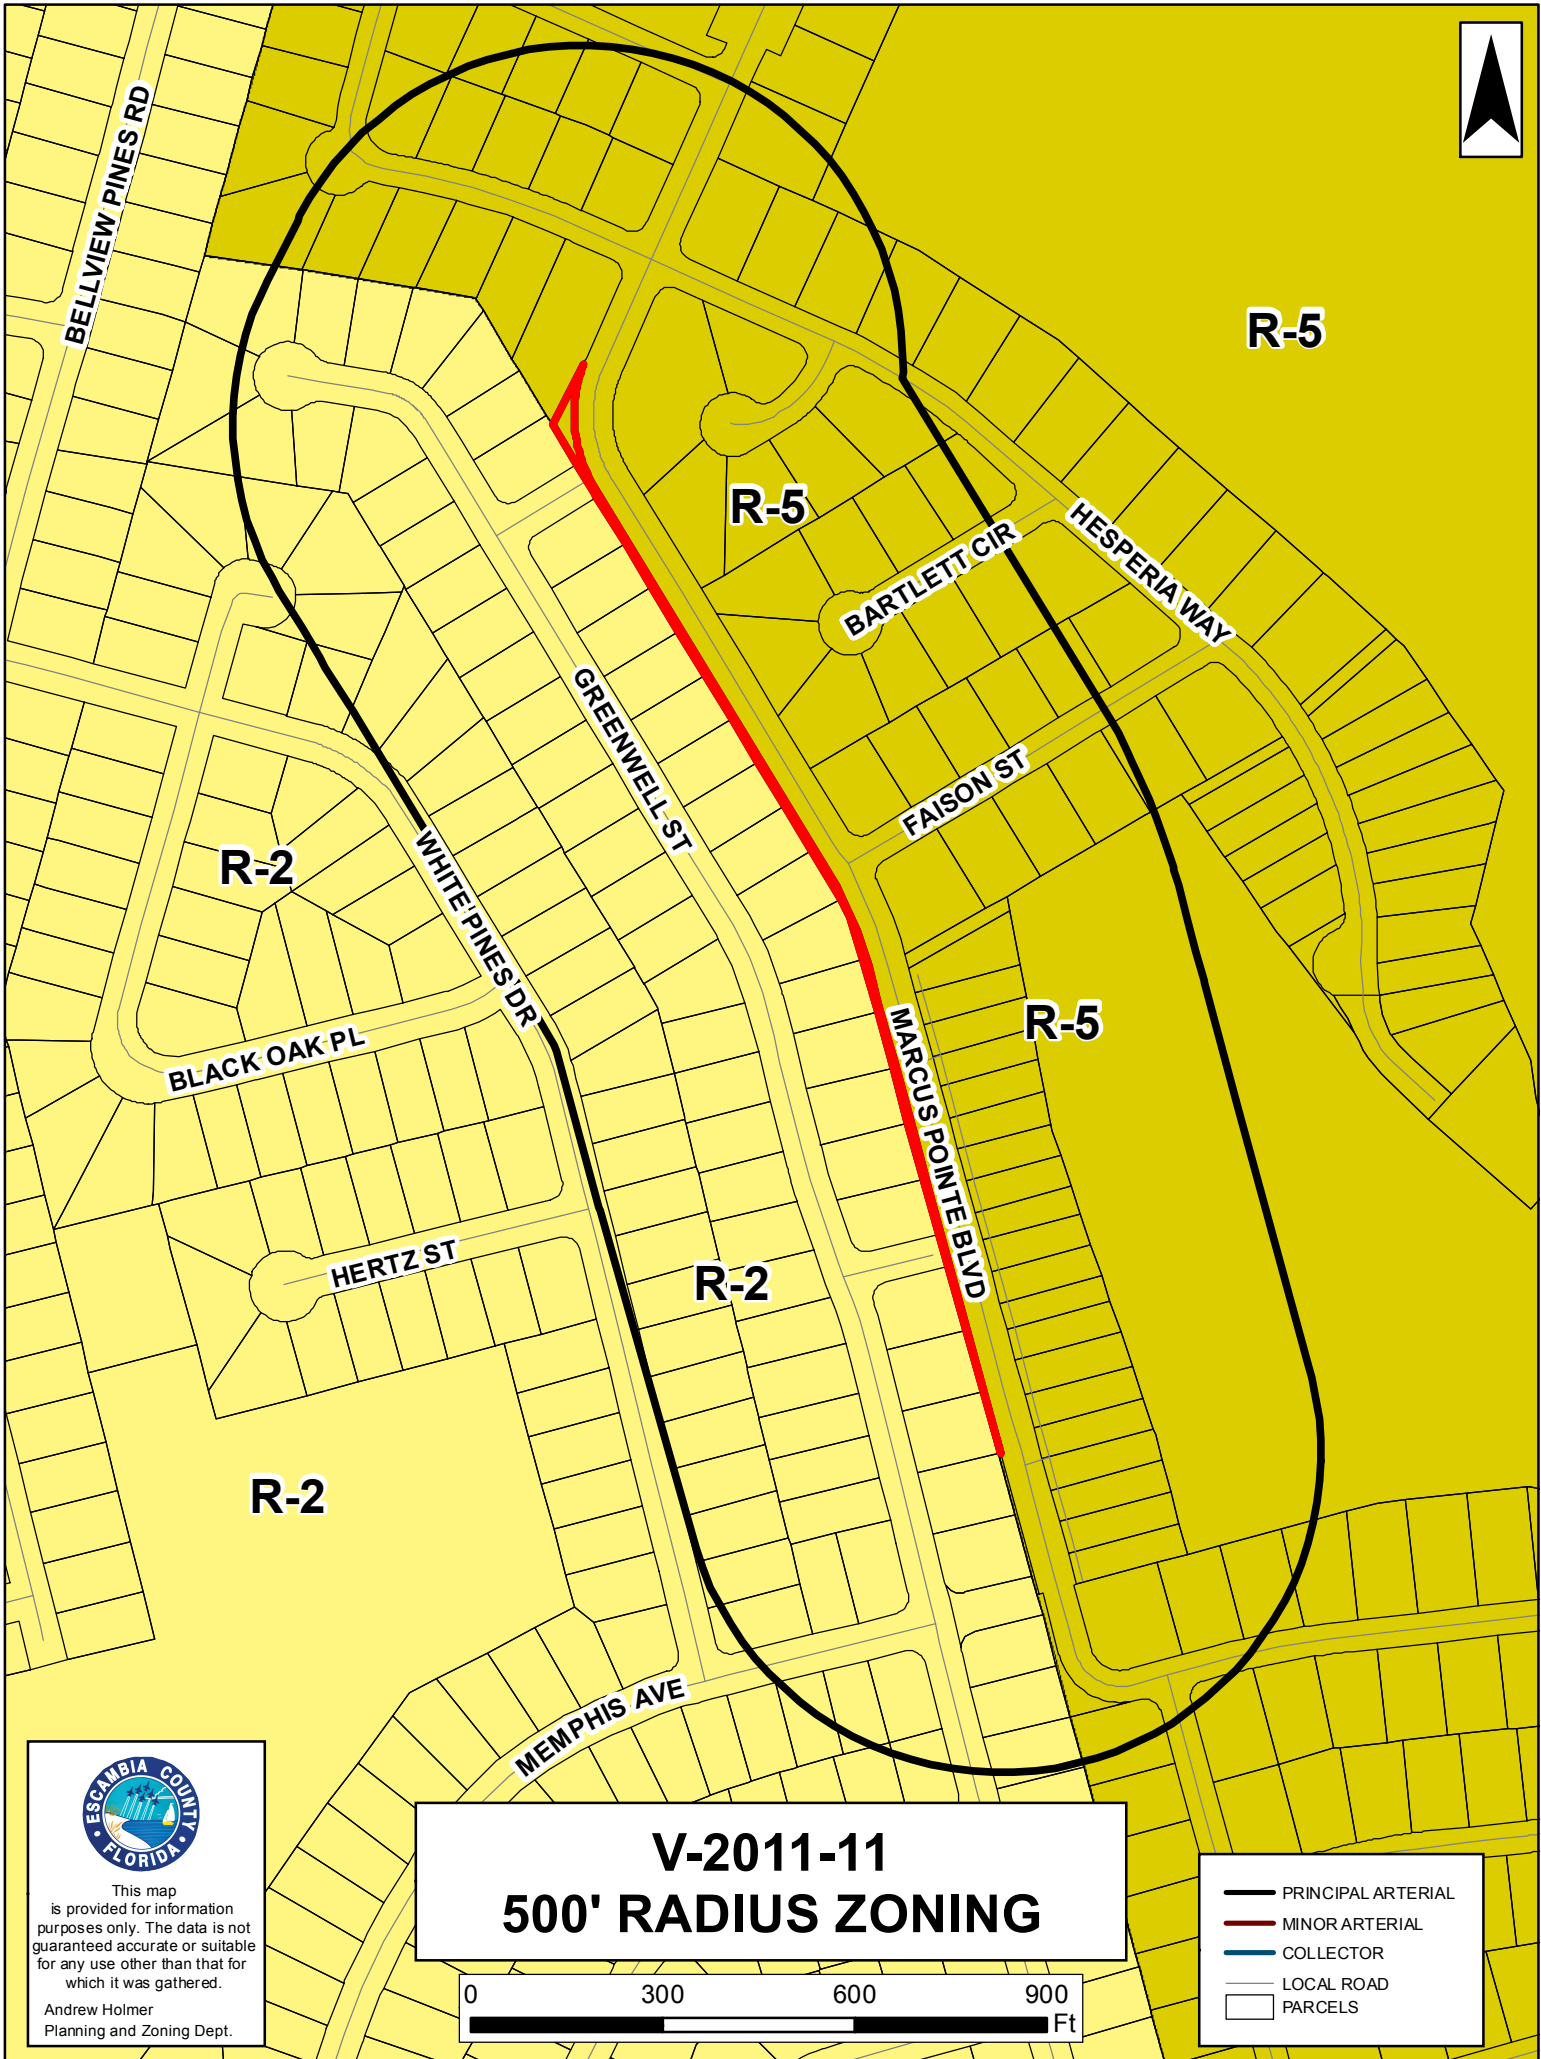 BELLVIEW PINES RD
R-5
R-5
BARTLETT CIR
HESPERIA WAY
GREENWELL ST
FAISON ST
R-2
WHITE PINES DR
R-5
MARCUS POINTE BLVD
BLACK OAK PL
HERTZ ST
R-2
R-2
MEMPHIS AVE
ESCAMBIA COUNTY
FLORIDA
This map
is provided for information
purposes only. The data is not
guaranteed accurate or suitable
for any use other than that for
which it was gathered.
Andrew Holmer
Planning and Zoning Dept.
V-2011-11
500' RADIUS ZONING
0 300 600 900
Ft
PRINCIPAL ARTERIAL
MINOR ARTERIAL
COLLECTOR
LOCAL ROAD
PARCELS